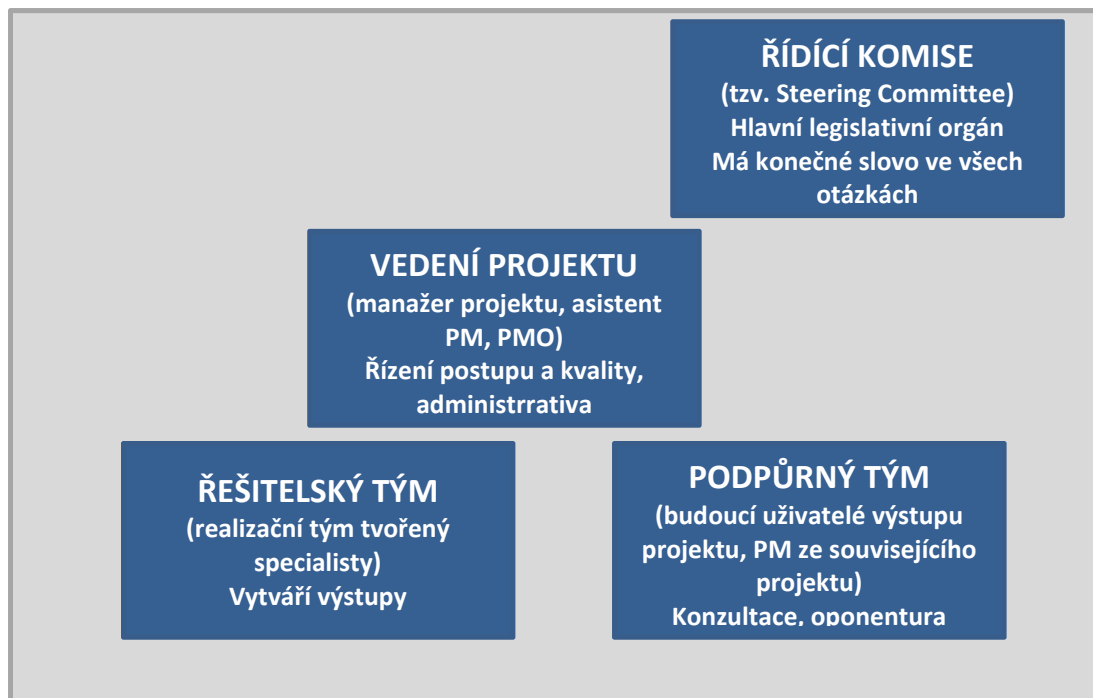 ŘÍDÍCÍ KOMISE
(tzv. Steering Committee)
Hlavní legislativní orgán
Má konečné slovo ve všech
otázkách
VEDENÍ PROJEKTU
(manažer projektu, asistent
PM, PMO)
Řízení postupu a kvality,
administrrativa
ŘEŠITELSKÝ TÝM
(realizační tým tvořený
specialisty)
Vytváří výstupy
PODPŮRNÝ TÝM
(budoucí uživatelé výstupu
projektu, PM ze souvisejícího
projektu)
Konzultace, oponentura